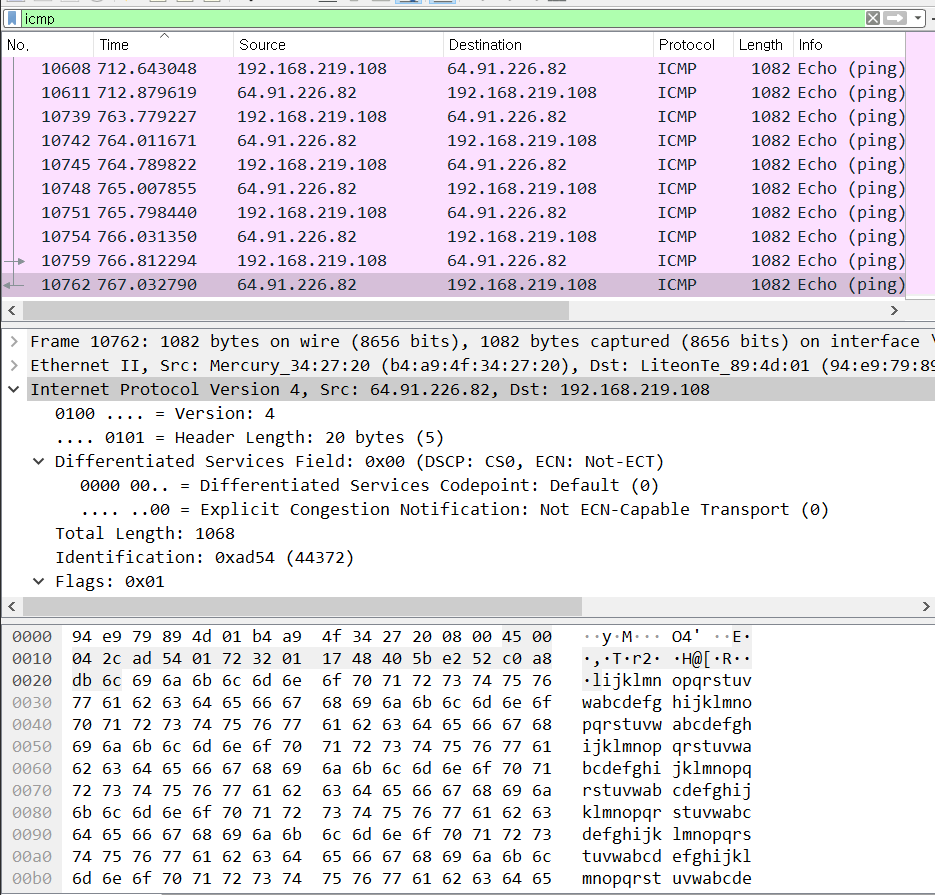 icmp
No. Time Source Destination Protocol Length Info
10608 712.643048 192.168.219.108 64.91.226.82 ICMP 1082 Echo (ping)
10611 712.879619 64.91.226.82 192.168.219.108 ICMP 1082 Echo (ping)
10739 763.779227 192.168.219.108 64.91.226.82 ICMP 1082 Echo (ping)
10742 764.011671 64.91.226.82 192.168.219.108 ICMP 1082 Echo (ping)
10745 764.789822 192.168.219.108 64.91.226.82 ICMP 1082 Echo (ping)
10748 765.007855 64.91.226.82 192.168.219.108 ICMP 1082 Echo (ping)
10751 765.798440 192.168.219.108 64.91.226.82 ICMP 1082 Echo (ping)
10754 766.031350 64.91.226.82 192.168.219.108 ICMP 1082 Echo (ping)
10759 766.812294 192.168.219.108 64.91.226.82 ICMP 1082 Echo (ping)
10762 767.032790 64.91.226.82 192.168.219.108 ICMP 1082 Echo (ping)
Frame 10762: 1082 bytes on wire (8656 bits), 1082 bytes captured (8656 bits) on interface \
Ethernet II, Src: Mercury_34:27:20 (b4:a9:4f:34:27:20), Dst: LiteonTe_89:4d:01 (94:e9:79:89
Internet Protocol Version 4, Src: 64.91.226.82, Dst: 192.168.219.108
0100 .... = Version: 4
.... 0101 = Header Length: 20 bytes (5)
Differentiated Services Field: 0x00 (DSCP: CS0, ECN: Not-ECT)
0000 00.. = Differentiated Services Codepoint: Default (0)
.... ..00 = Explicit Congestion Notification: Not ECN-Capable Transport (0)
Total Length: 1068
Identification: 0xad54 (44372)
Flags: 0x01
0000 94 e9 79 89 4d 01 b4 a9 4f 34 27 20 08 00 45 00 ··y·M··· O4' ··E·
0010 04 2c ad 54 01 72 32 01 17 48 40 5b e2 52 c0 a8 ·,·T·r2· ·H@[·R··
0020 db 6c 69 6a 6b 6c 6d 6e 6f 70 71 72 73 74 75 76 ·lijklmn opqrstuv
0030 77 61 62 63 64 65 66 67 68 69 6a 6b 6c 6d 6e 6f wabcdefg hijklmno
0040 70 71 72 73 74 75 76 77 61 62 63 64 65 66 67 68 pqrstuvw abcdefgh
0050 69 6a 6b 6c 6d 6e 6f 70 71 72 73 74 75 76 77 61 ijklmnop qrstuvwa
0060 62 63 64 65 66 67 68 69 6a 6b 6c 6d 6e 6f 70 71 bcdefghi jklmnopq
0070 72 73 74 75 76 77 61 62 63 64 65 66 67 68 69 6a rstuvwab cdefghij
0080 6b 6c 6d 6e 6f 70 71 72 73 74 75 76 77 61 62 63 klmnopqr stuvwabc
0090 64 65 66 67 68 69 6a 6b 6c 6d 6e 6f 70 71 72 73 defghijk lmnopqrs
00a0 74 75 76 77 61 62 63 64 65 66 67 68 69 6a 6b 6c tuvwabcd efghijkl
00b0 6d 6e 6f 70 71 72 73 74 75 76 77 61 62 63 64 65 mnopqrst uvwabcde